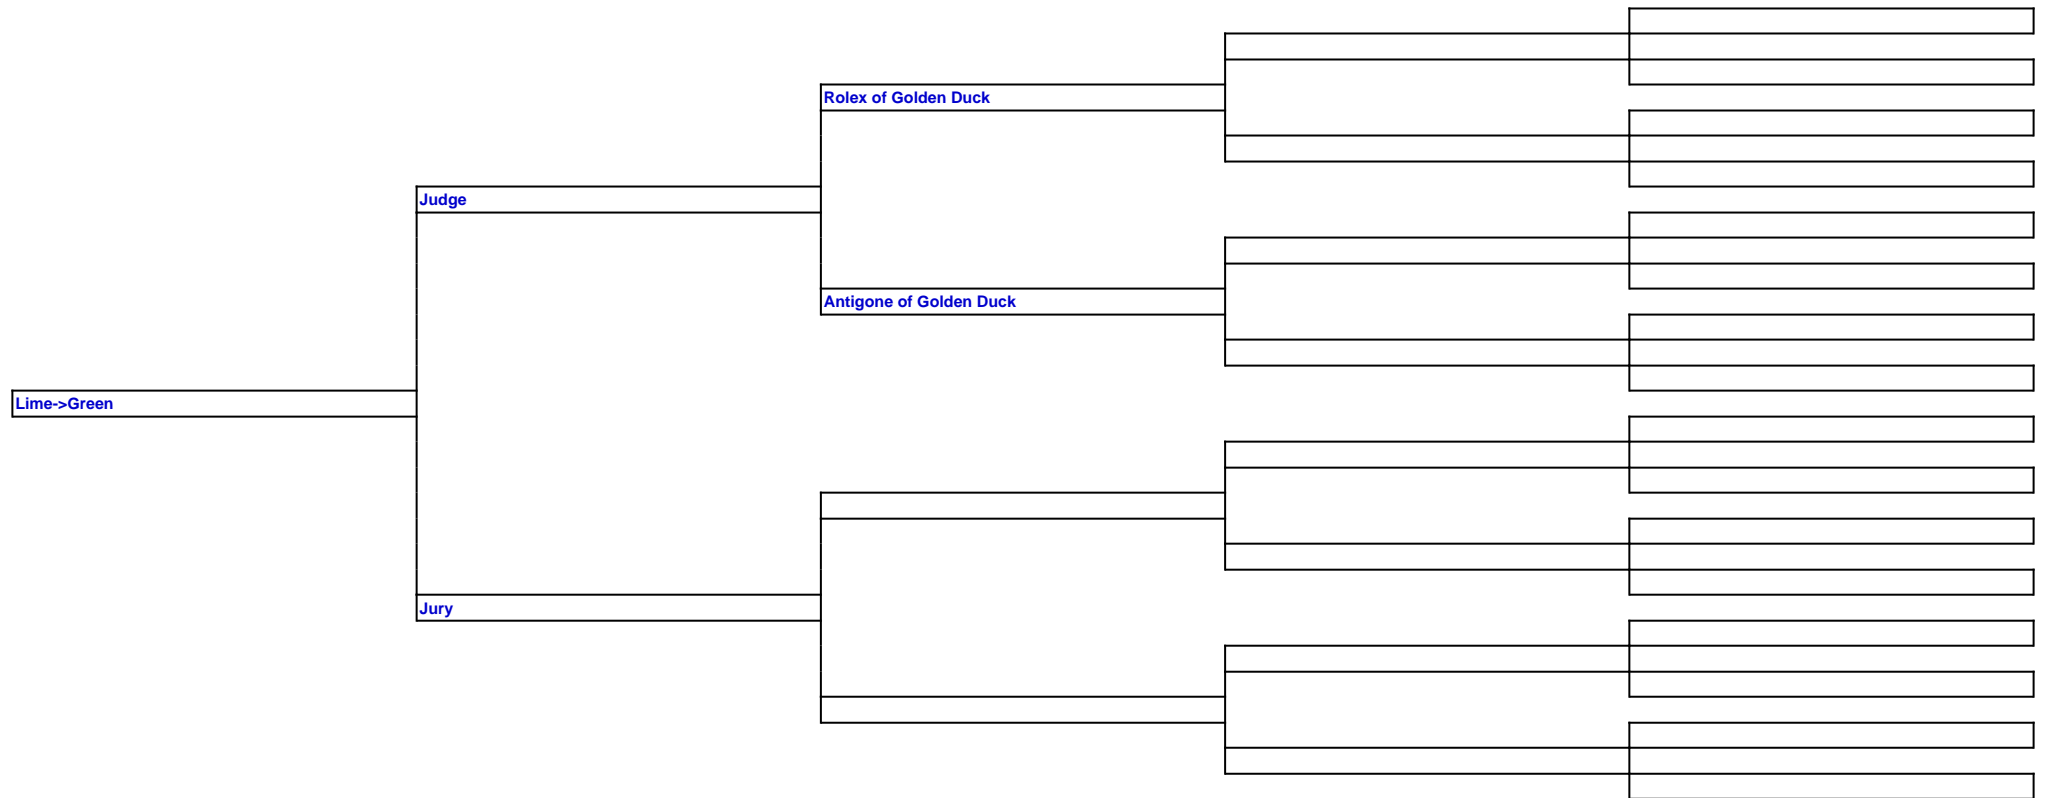 Rolex of Golden Duck
Judge
Antigone of Golden Duck
Lime->Green
Jury